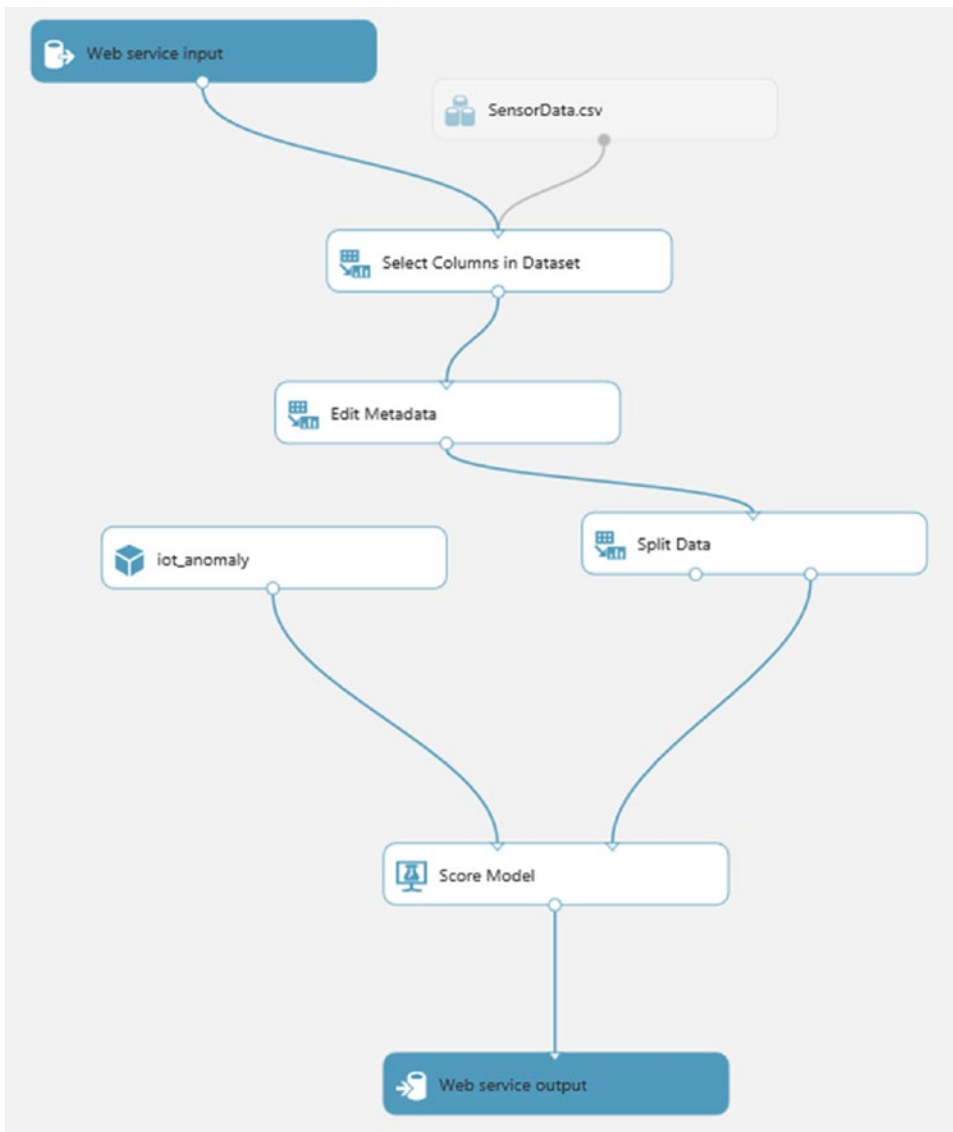 Web service input
SensorData.csv
Select Columns in Dataset
Edit Metadata
Split Data
iot_anomaly
Score Model
Web service output